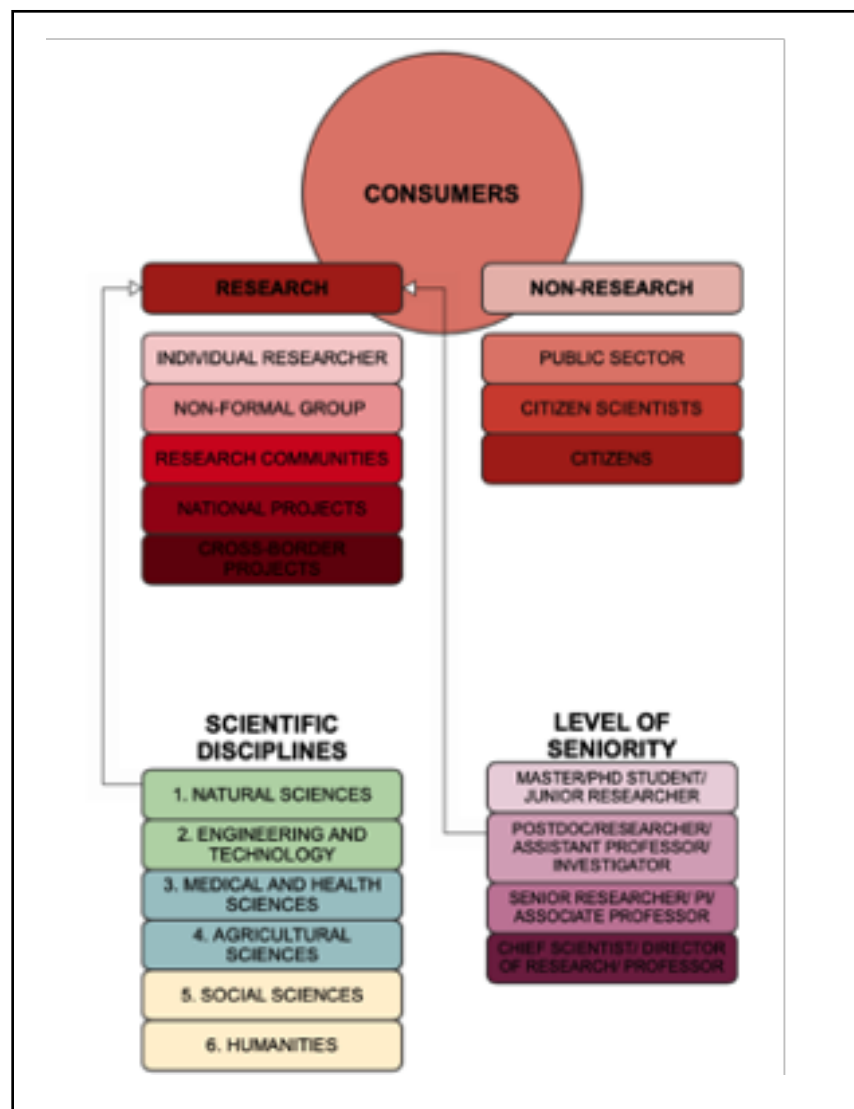 CONSUMERS
RESEARCH
NON-RESEARCH
INDIVIDUAL RESEARCHER
NON-FORMAL GROUP
RESEARCH COMMUNITIES
NATIONAL PROJECTS
CROSS-BORDER
PROJECTS
PUBLIC SECTOR
CITIZEN SCIENTISTS
CITIZENS
SCIENTIFIC
DISCIPLINES
1. NATURAL SCIENCES
2. ENGINEERING AND
TECHNOLOGY
3. MEDICAL AND HEALTH
SCIENCES
4. AGRICULTURAL
SCIENCES
5. SOCIAL SCIENCES
6. HUMANITIES
LEVEL OF
SENIORITY
MASTER/PHD STUDENT/
JUNIOR RESEARCHER
POSTDOC/RESEARCHER/
ASSISTANT PROFESSOR/
INVESTIGATOR
SENIOR RESEARCHER/ PI/
ASSOCIATE PROFESSOR
CHIEF SCIENTIST/ DIRECTOR
OF RESEARCH/ PROFESSOR